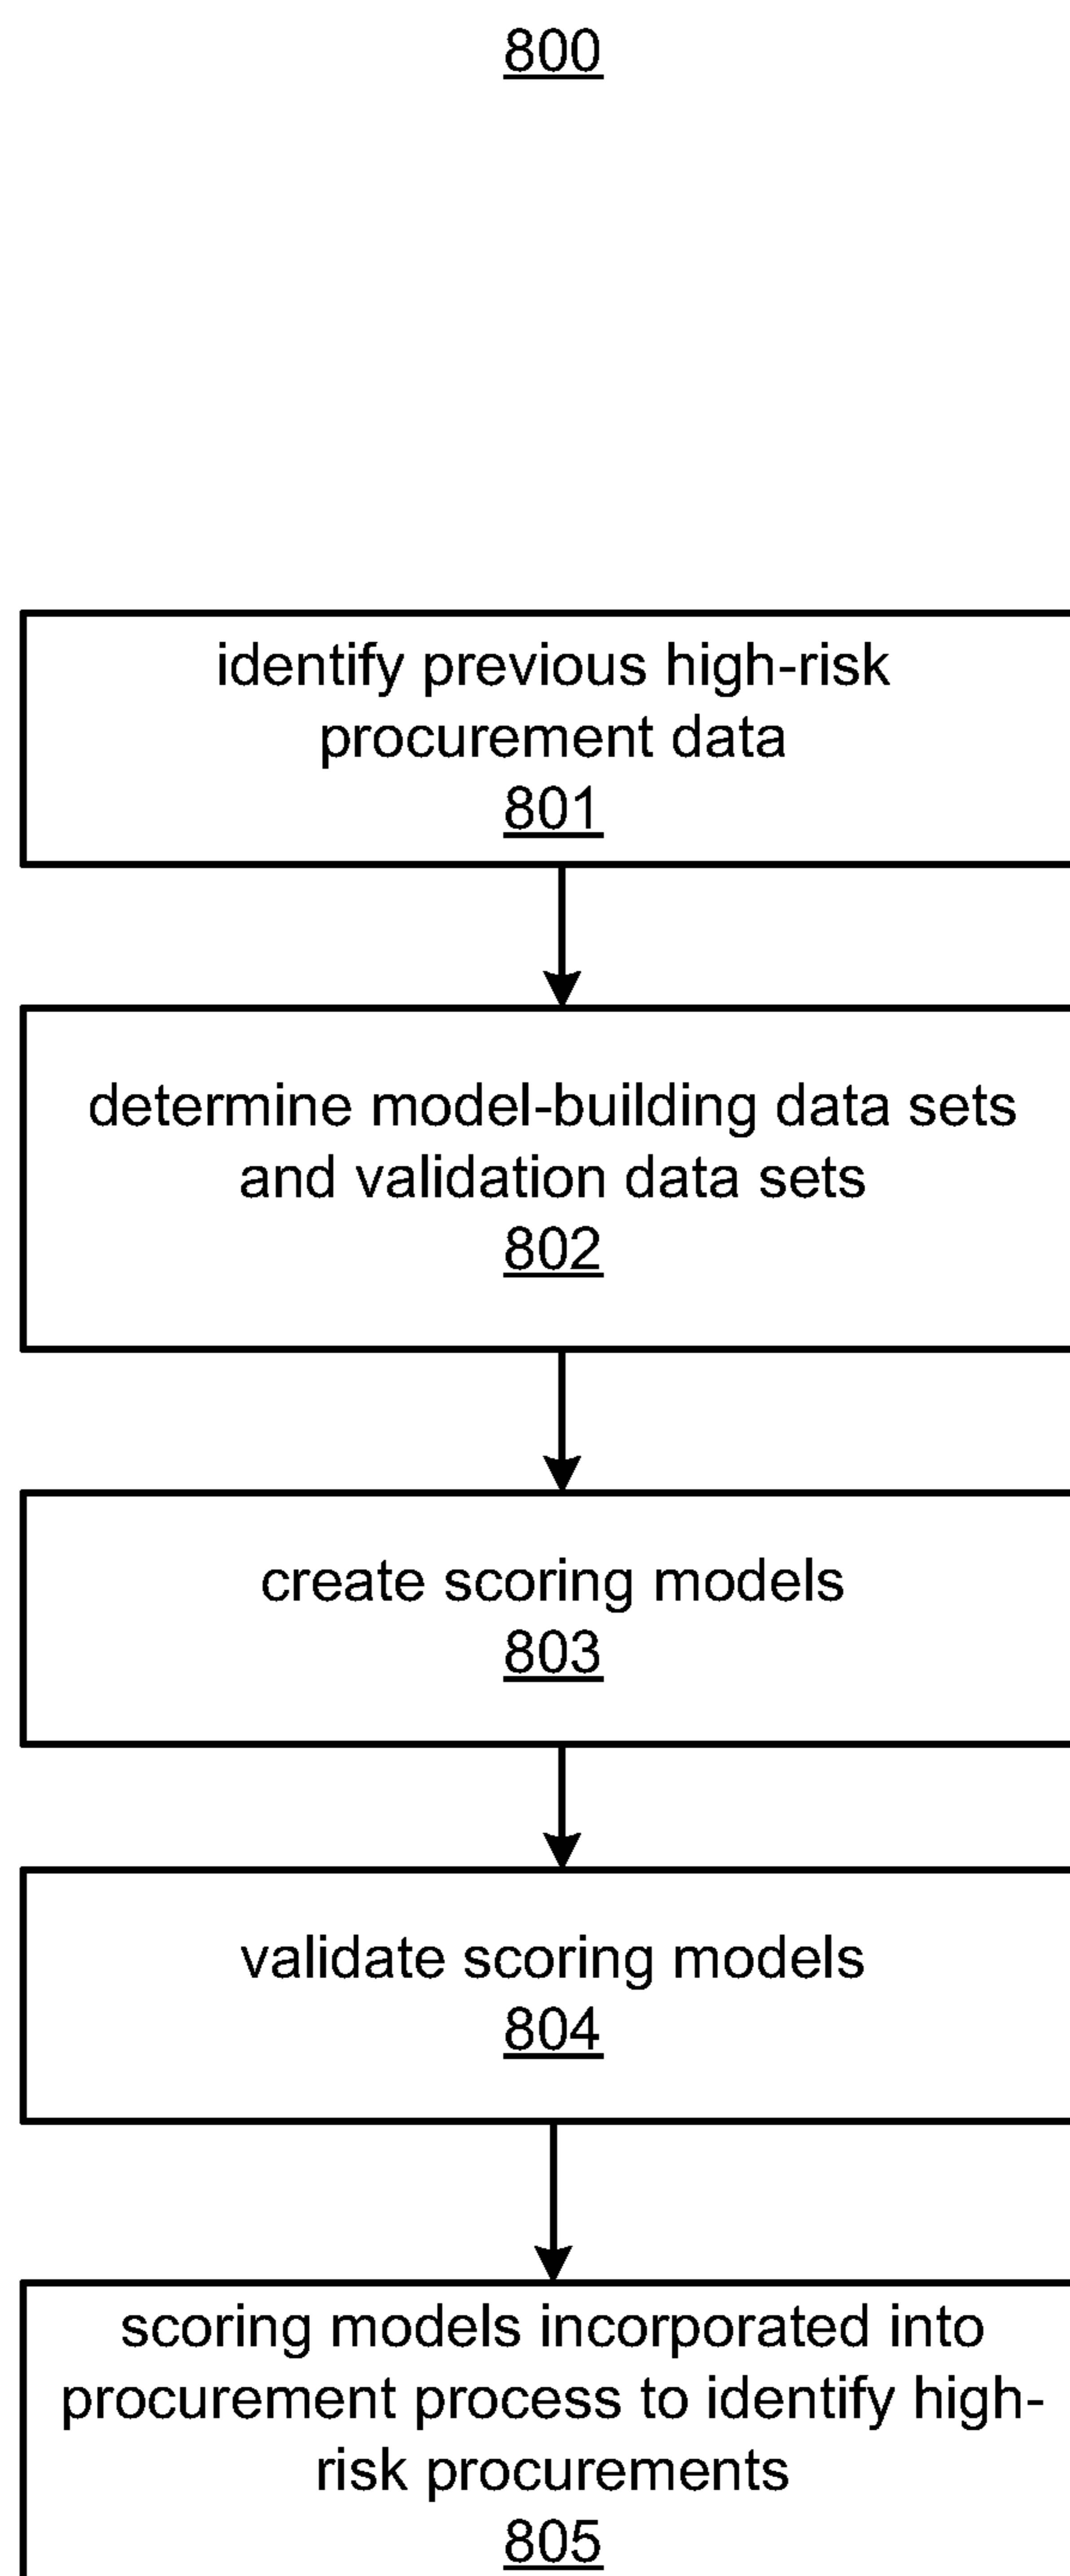 800
identify previous high-risk
procurement data
801
determine model-building data sets
and validation data sets
802
create scoring models
803
validate scoring models
804
scoring models incorporated into
procurement process to identify high-
risk procurements
805